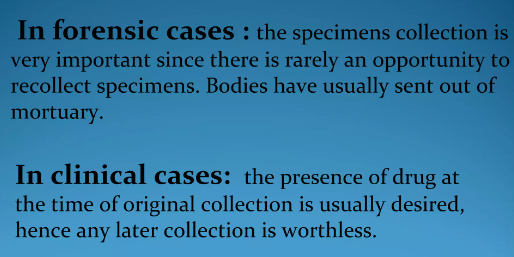 In forensic cases : the specimens collection is
very important since there is rarely an opportunity to
recollect specimens. Bodies have usually sent out of
mortuary.
In clinical cases: the presence of drug at
the time of original collection is usually desired,
hence any later collection is worthless.